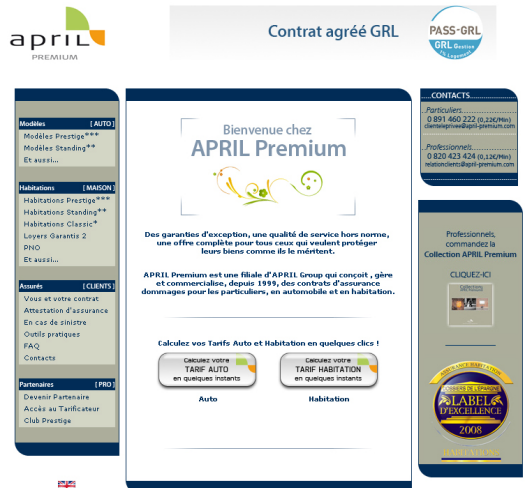 april
PREMIUM
Contrat agréé GRL
PASS-GRL
GRL Gestion
1% Logement
Modèles [ AUTO ]
Modèles Prestige***
Modèles Standing**
Et aussi...
Habitations [ MAISON ]
Habitations Prestige***
Habitations Standing**
Habitations Classic*
Loyers Garantis 2
PNO
Et aussi...
Assurés [ CLIENTS ]
Vous et votre contrat
Attestation d'assurance
En cas de sinistre
Outils pratiques
FAQ
Contacts
Partenaires [ PRO ]
Devenir Partenaire
Accès au Tarificateur
Club Prestige
Bienvenue chez
APRIL Premium
Des garanties d'exception, une qualité de service hors norme,
une offre complète pour tous ceux qui veulent protéger
leurs biens comme ils le méritent.
APRIL Premium est une filiale d'APRIL Group qui conçoit , gère
et commercialise, depuis 1999, des contrats d'assurance
dommages pour les particuliers, en automobile et en habitation.
Calculez vos Tarifs Auto et Habitation en quelques clics !
Calculez votre
TARIF AUTO
en quelques instants
Auto
Calculez votre
TARIF HABITATION
en quelques instants
Habitation
.....CONTACTS.....................
...Particuliers........................
0 891 460 222 (0,22€/Min)
clienteleprivee@april-premium.com
...Professionnels....................
0 820 423 424 (0,12€/Min)
relationclients@april-premium.com
Professionnels,
commandez la
Collection APRIL Premium
CLIQUEZ-ICI
ASSURANCE HABITATION
DOSSIERS DE L'EPARGNE
LABEL
D'EXCELLENCE
2008
HABITATIONS